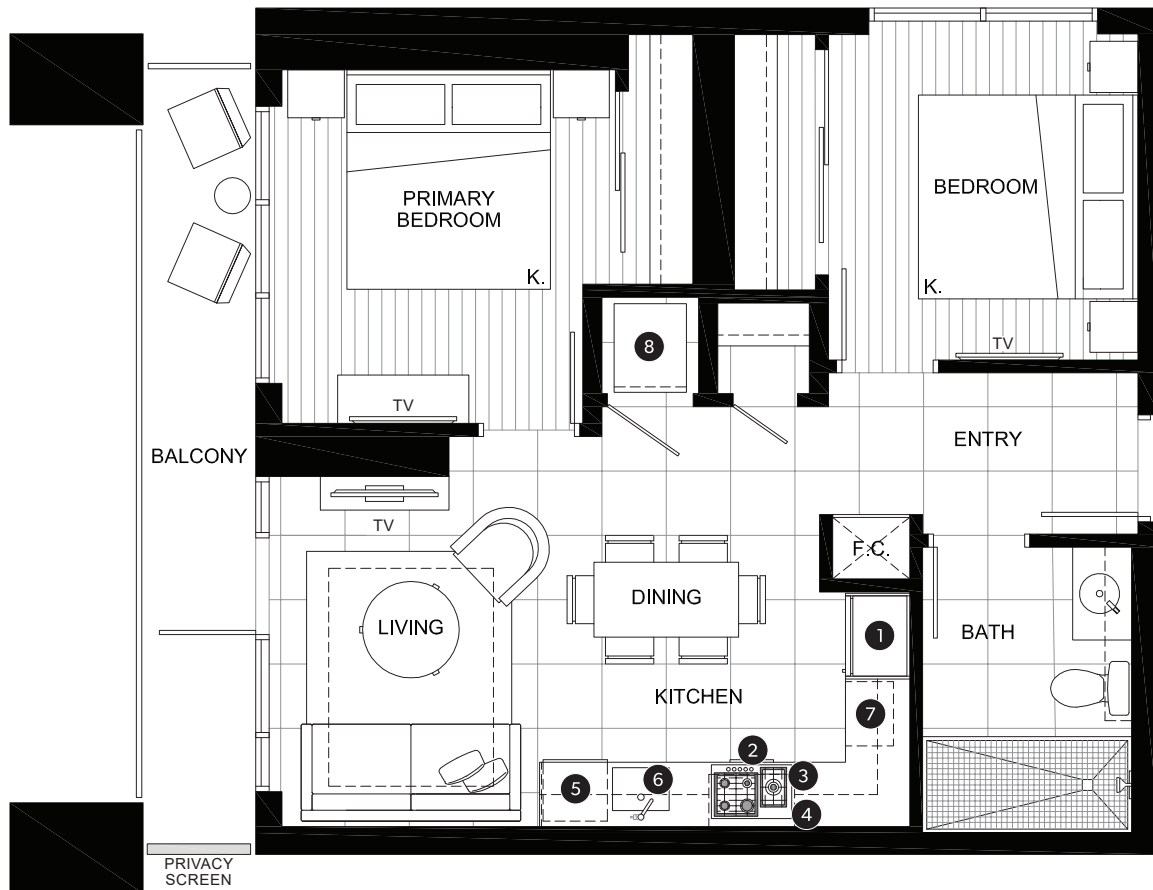 PRIMARY
BEDROOM
K.
BEDROOM
K.
TV
8
TV
BALCONY
ENTRY
TV
F.C.
DINING
LIVING
1
BATH
KITCHEN
7
2
3
6
5
4
PRIVACY
SCREEN